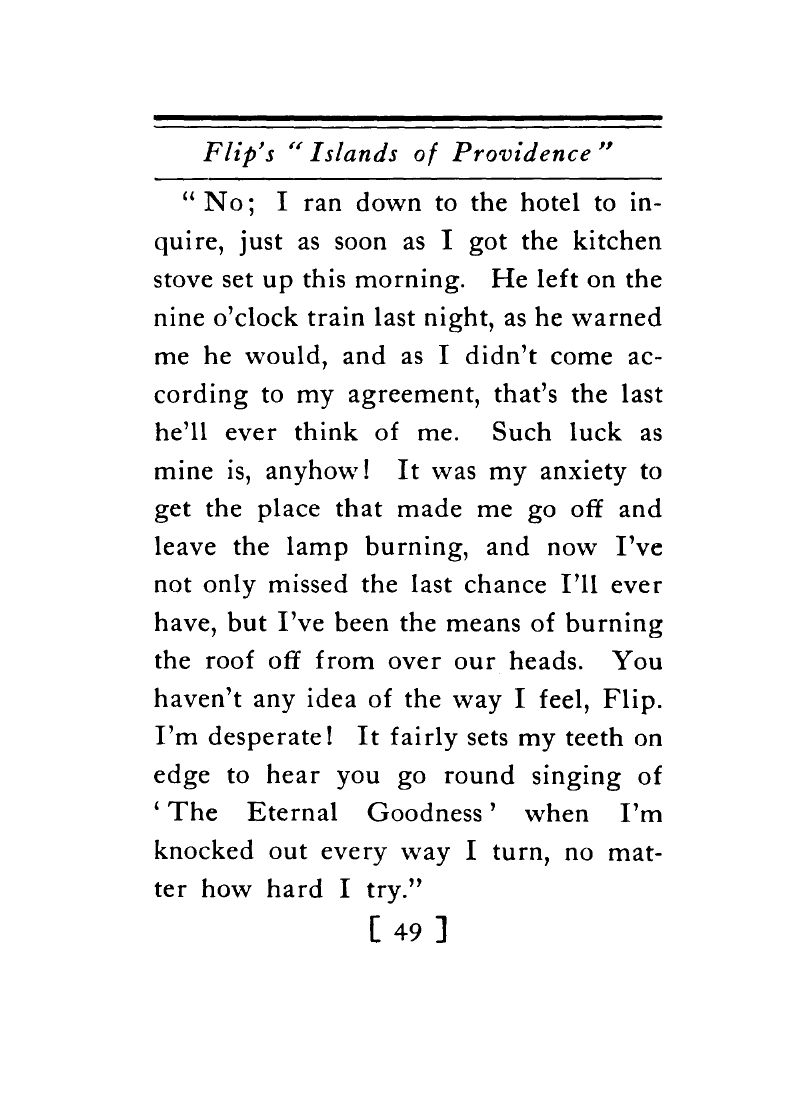 Flip's "Islands of Providence"
"No; I ran down to the hotel to in-
quire, just as soon as I got the kitchen
stove set up this morning. He left on the
nine o'clock train last night, as he warned
me he would, and as I didn't come ac-
cording to my agreement, that's the last
he'll ever think of me. Such luck as
mine is, anyhow! It was my anxiety to
get the place that made me go off and
leave the lamp burning, and now I've
not only missed the last chance I'll ever
have, but I've been the means of burning
the roof off from over our heads. You
haven't any idea of the way I feel, Flip.
I'm desperate! It fairly sets my teeth on
edge to hear you go round singing of
'The Eternal Goodness' when I'm
knocked out every way I turn, no mat-
ter how hard I try."
[ 49 ]